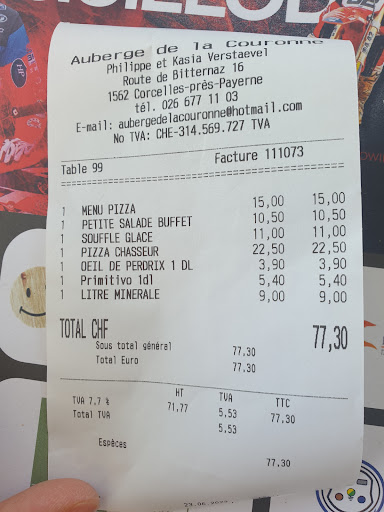 Auberge de la Couronne
Philippe et Kasia Verstaevel
Route de Bitternaz 16
1562 Corcelles-près-Payerne
tél. 026 677 11 03
E-mail: aubergedelacouronne@hotmail.com
No TVA: CHE-314.569.727 TVA
Table 99 Facture 111073
1 MENU PIZZA 15,00 15,00
1 PETITE SALADE BUFFET 10,50 10,50
1 SOUFFLE GLACE 11,00 11,00
1 PIZZA CHASSEUR 22,50 22,50
1 OEIL DE PERDRIX 1 DL 3,90 3,90
1 Primitivo 1dl 5,40 5,40
1 LITRE MINERALE 9,00 9,00
TOTAL CHF 77,30
Sous total général 77.30
Total Euro 77.30
HT TVA TTC
TVA 7.7 % 71.77 5.53 77.30
Total TVA 5.53
Espèces 77.30